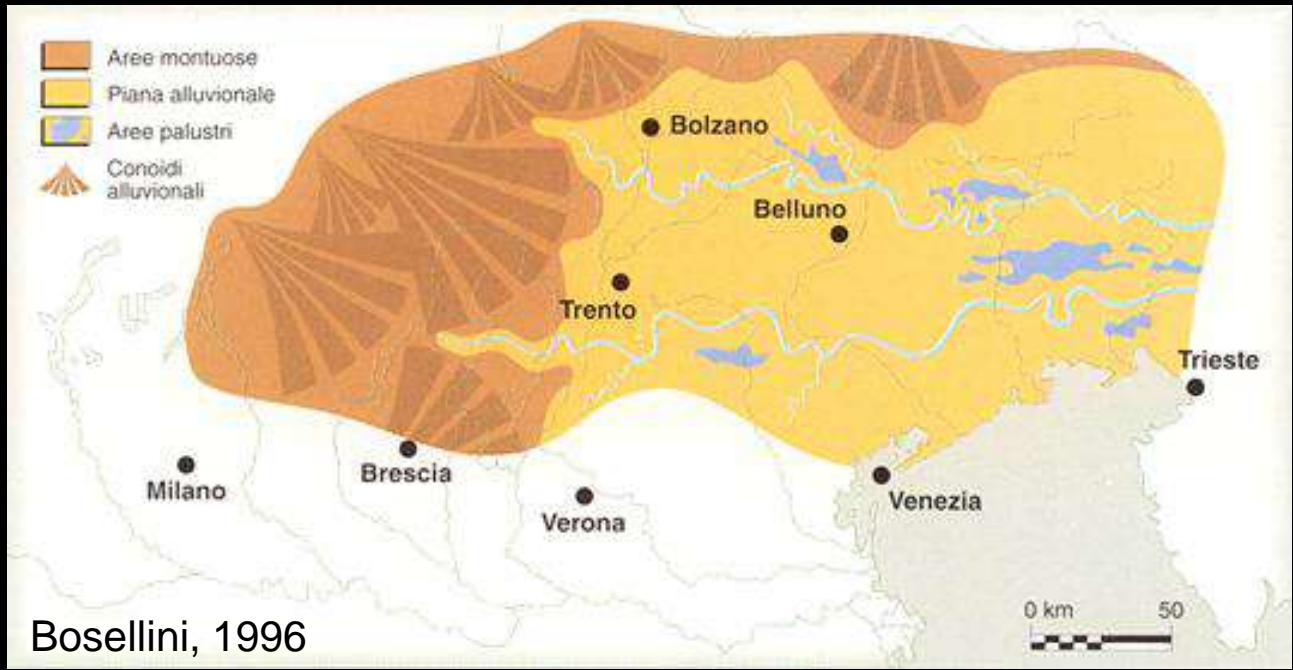 Aree montuose
Piana alluvionale
Aree palustri
Conoidi
alluvionali
Bolzano
Belluno
Trento
Trieste
Brescia
Milano
Venezia
Verona
0 km 50
Bosellini, 1996